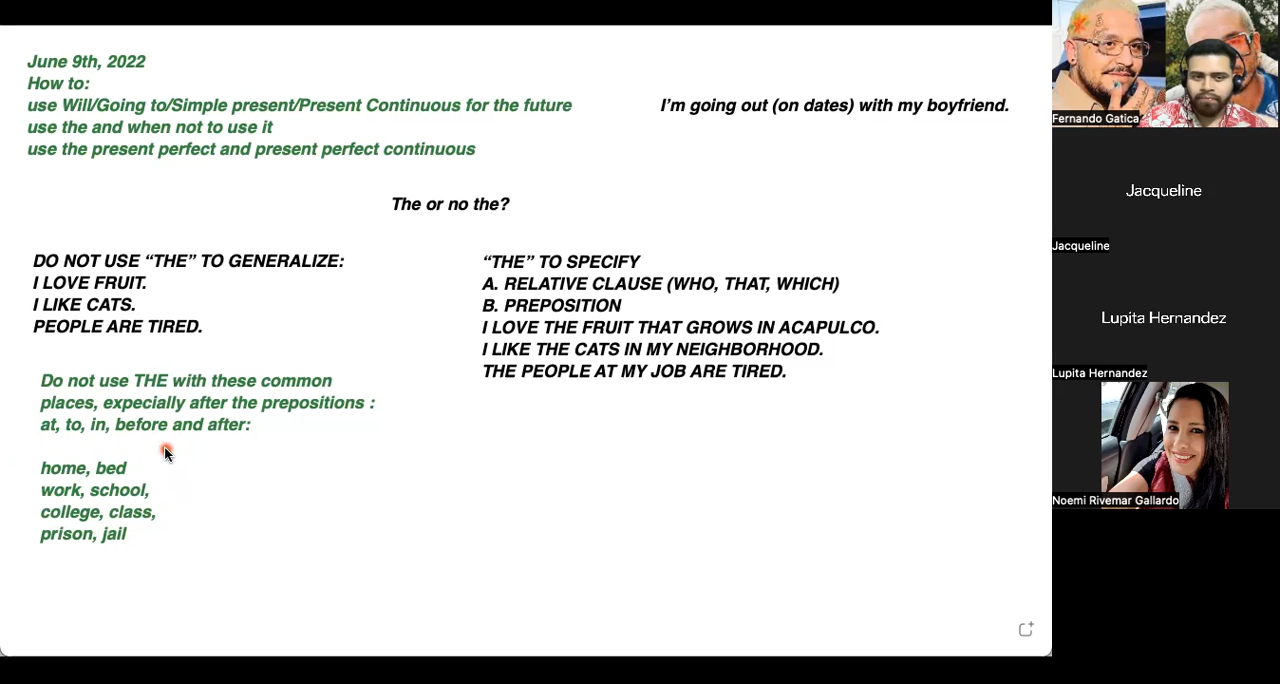 June 9th, 2022
How to:
use Will/Going to/Simple present/Present Continuous for the future
I'm going out (on dates) with my boyfriend.
use the and when not to use it
use the present perfect and present perfect continuous
The or no the?
DO NOT USE “THE” TO GENERALIZE:
I LOVE FRUIT.
I LIKE CATS.
PEOPLE ARE TIRED.
“THE” TO SPECIFY
A. RELATIVE CLAUSE (WHO, THAT, WHICH)
B. PREPOSITION
I LOVE THE FRUIT THAT GROWS IN ACAPULCO.
I LIKE THE CATS IN MY NEIGHBORHOOD.
THE PEOPLE AT MY JOB ARE TIRED.
Do not use THE with these common
places, expecially after the prepositions :
at, to, in, before and after:
home, bed
work, school,
college, class,
prison, jail
Fernando Gatica
Jacqueline
Jacqueline
Lupita Hernandez
Lupita Hernandez
Noemi Rivemar Gallardo